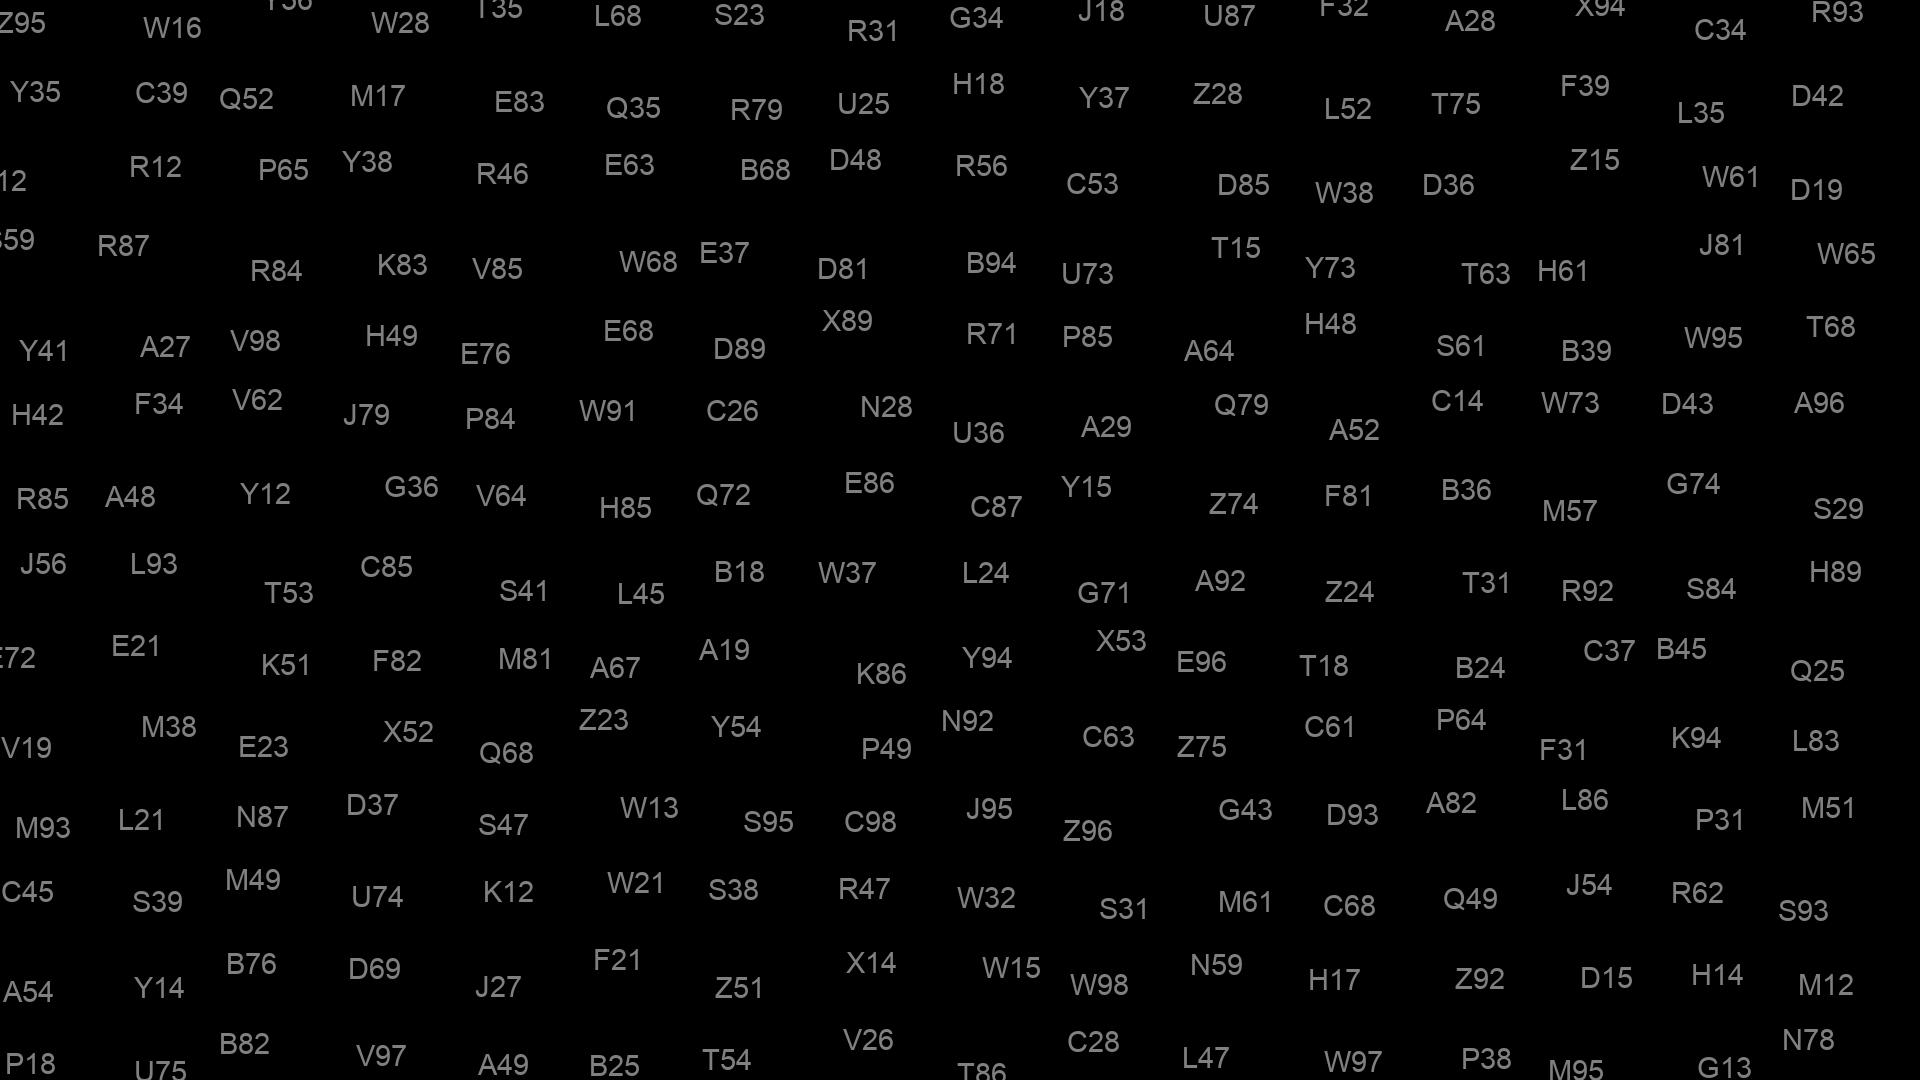 Z95 W16 Y56 W28 T35 L68 S23 R31 G34 J18 U87 F32 A28 X94 C34 R93
Y35 C39 Q52 M17 E83 Q35 R79 U25 H18 Y37 Z28 L52 T75 F39 L35 D42
12 R12 P65 Y38 R46 E63 B68 D48 R56 C53 D85 W38 D36 Z15 W61 D19
S59 R87 R84 K83 V85 W68 E37 D81 B94 U73 T15 Y73 T63 H61 J81 W65
Y41 A27 V98 H49 E76 E68 D89 X89 R71 P85 A64 H48 S61 B39 W95 T68
H42 F34 V62 J79 P84 W91 C26 N28 U36 A29 Q79 A52 C14 W73 D43 A96
R85 A48 Y12 G36 V64 H85 Q72 E86 C87 Y15 Z74 F81 B36 M57 G74 S29
J56 L93 T53 C85 S41 L45 B18 W37 L24 G71 A92 Z24 T31 R92 S84 H89
E72 E21 K51 F82 M81 A67 A19 K86 Y94 X53 E96 T18 B24 C37 B45 Q25
V19 M38 E23 X52 Q68 Z23 Y54 P49 N92 C63 Z75 C61 P64 F31 K94 L83
M93 L21 N87 D37 S47 W13 S95 C98 J95 Z96 G43 D93 A82 L86 P31 M51
C45 S39 M49 U74 K12 W21 S38 R47 W32 S31 M61 C68 Q49 J54 R62 S93
A54 Y14 B76 D69 J27 F21 Z51 X14 W15 W98 N59 H17 Z92 D15 H14 M12
P18 U75 B82 V97 A49 B25 T54 V26 T86 C28 L47 W97 P38 M95 G13 N78